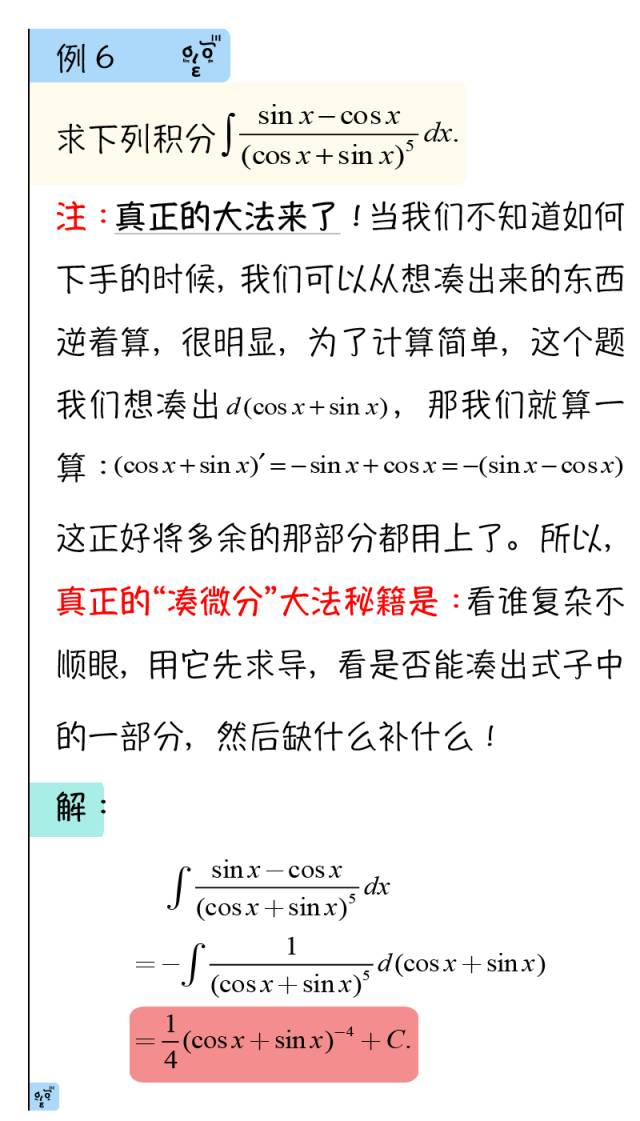 例 6
求下列积分∫ (sin x − cos x)/(cos x + sin x)⁵ dx.
注：真正的大法来了！当我们不知道如何
下手的时候，我们可以从想凑出来的东西
逆着算，很明显，为了计算简单，这个题
我们想凑出 d(cos x + sin x)，那我们就算一
算：(cos x + sin x)′ = − sin x + cos x = −(sin x − cos x)
这正好将多余的那部分都用上了。所以，
真正的“凑微分”大法秘籍是：看谁复杂不
顺眼，用它先求导，看是否能凑出式子中
的一部分，然后缺什么补什么！
解：
∫ (sin x − cos x)/(cos x + sin x)⁵ dx
= −∫ 1/(cos x + sin x)⁵ d(cos x + sin x)
= 1/4 (cos x + sin x)⁻⁴ + C.